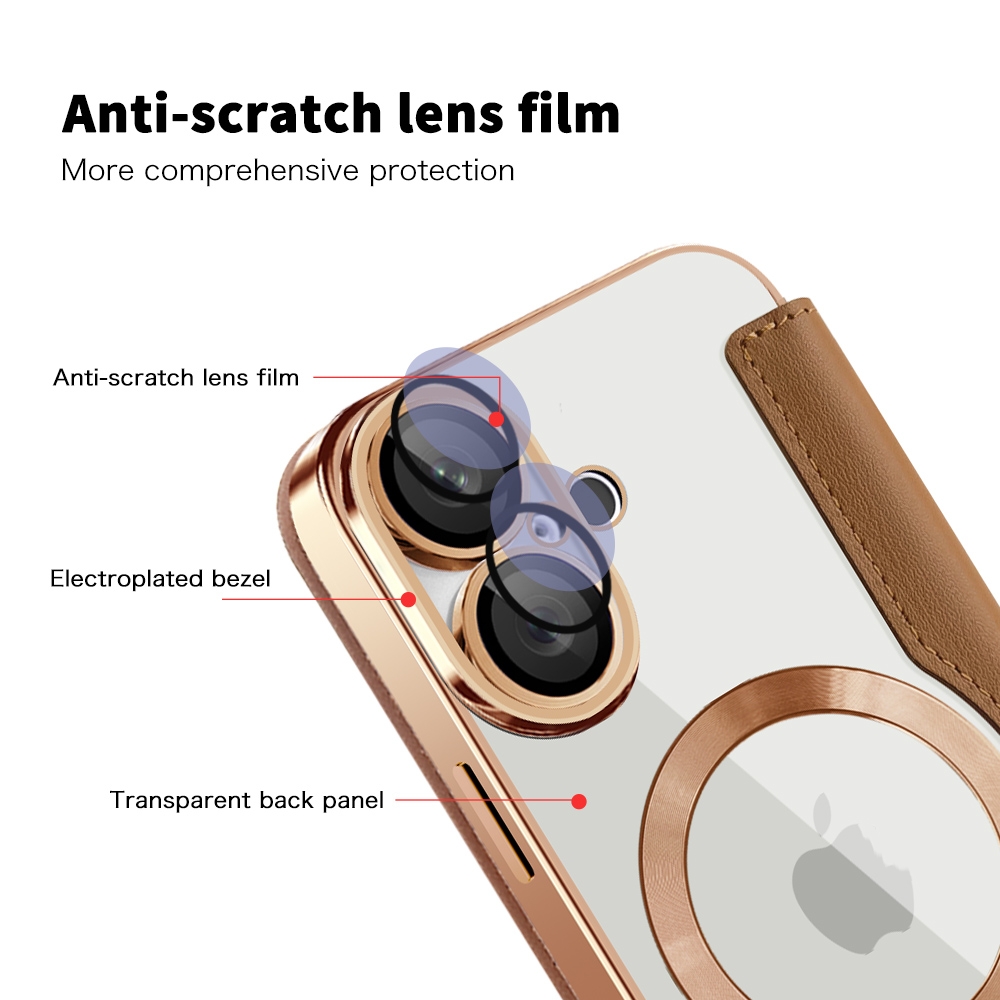 Anti-scratch lens film
More comprehensive protection
Anti-scratch lens film
Electroplated bezel
Transparent back panel